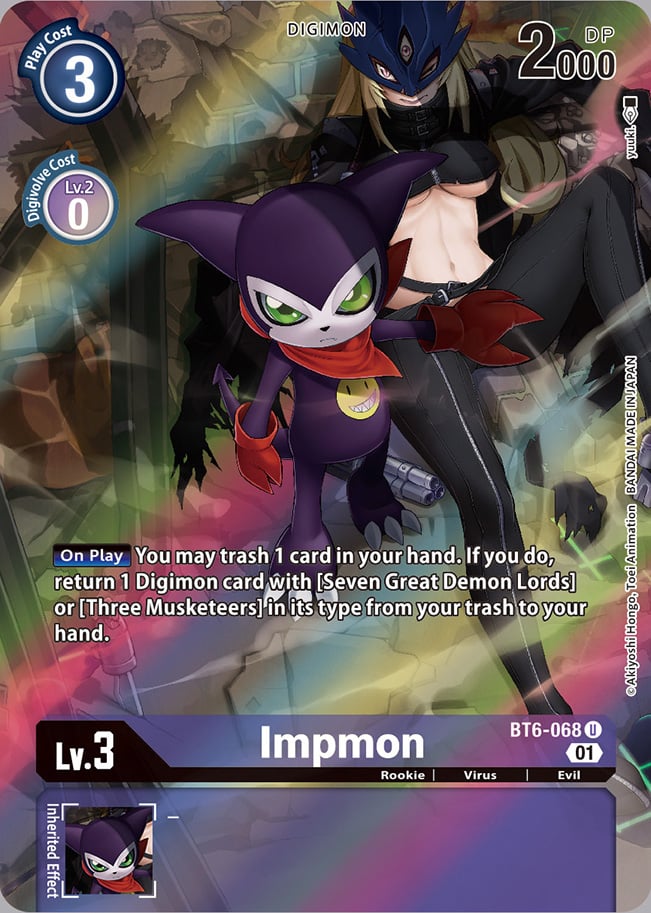 DIGIMON
Play Cost
3
DP
2000
Digivolve Cost
Lv.2
0
yuuki.
On Play You may trash 1 card in your hand. If you do,
return 1 Digimon card with [Seven Great Demon Lords]
or [Three Musketeers] in its type from your trash to your
hand.
©Akiyoshi Hongo, Toei Animation BANDAI MADE IN JAPAN
Lv.3
Impmon
BT6-068 U
01
Rookie | Virus | Evil
Inherited Effect
–